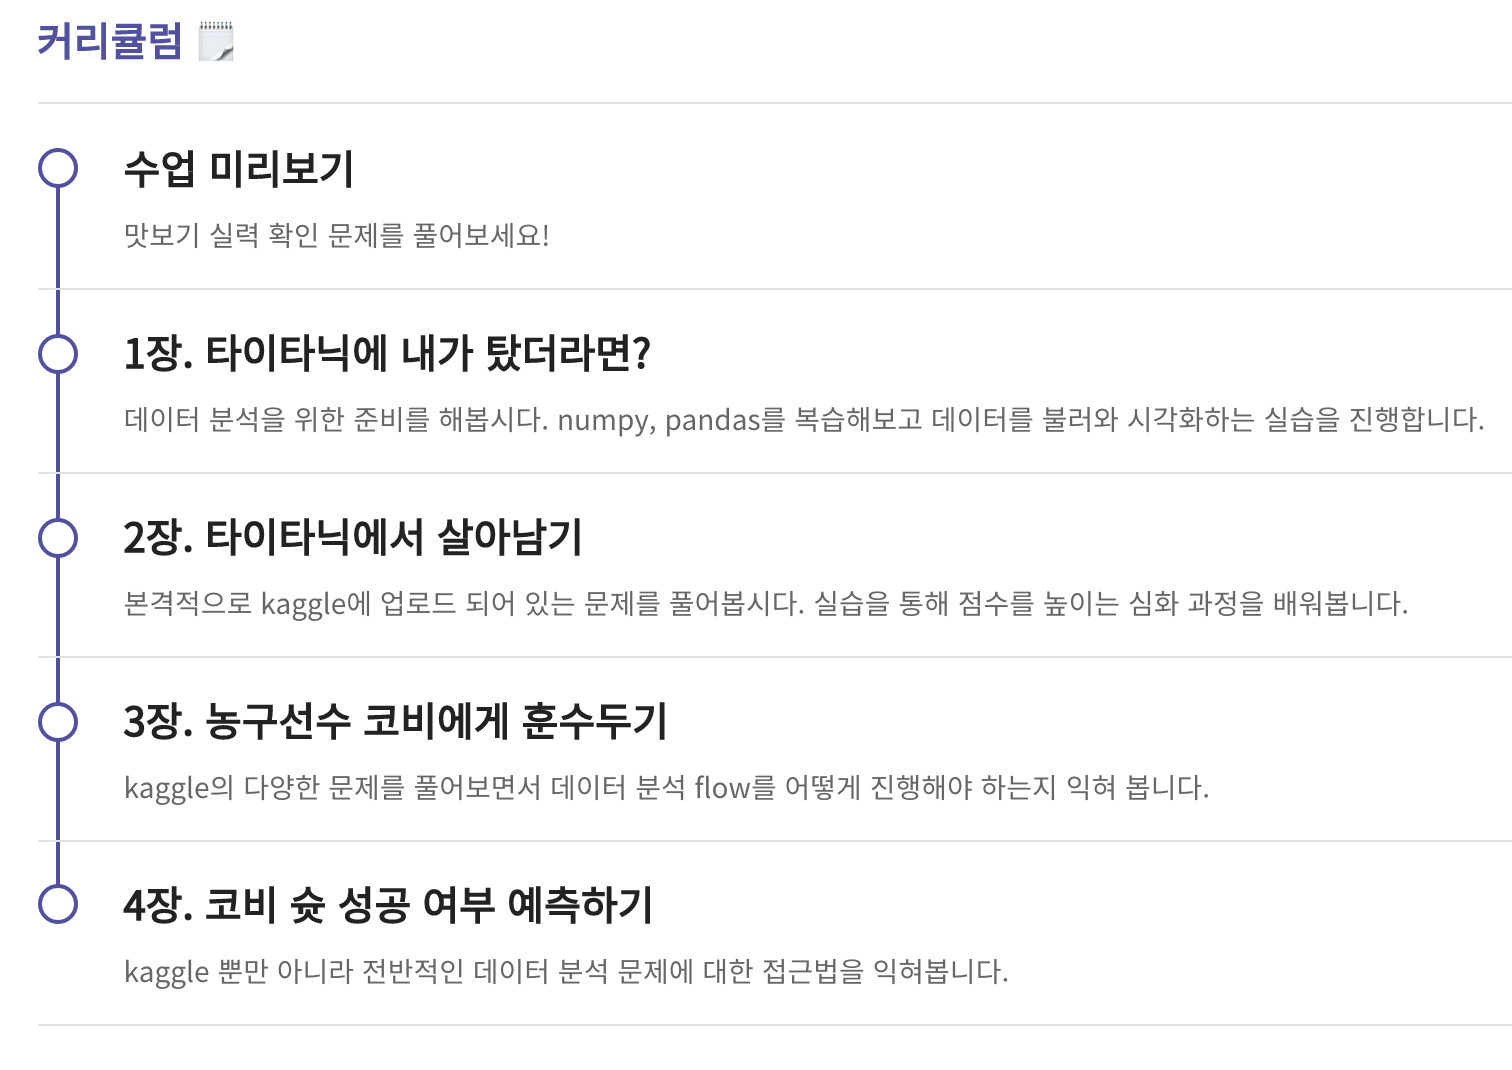 커리큘럼
수업 미리보기
맛보기 실력 확인 문제를 풀어보세요!
1장. 타이타닉에 내가 탔더라면?
데이터 분석을 위한 준비를 해봅시다. numpy, pandas를 복습해보고 데이터를 불러와 시각화하는 실습을 진행합니다.
2장. 타이타닉에서 살아남기
본격적으로 kaggle에 업로드 되어 있는 문제를 풀어봅시다. 실습을 통해 점수를 높이는 심화 과정을 배워봅니다.
3장. 농구선수 코비에게 훈수두기
kaggle의 다양한 문제를 풀어보면서 데이터 분석 flow를 어떻게 진행해야 하는지 익혀 봅니다.
4장. 코비 슛 성공 여부 예측하기
kaggle 뿐만 아니라 전반적인 데이터 분석 문제에 대한 접근법을 익혀봅니다.